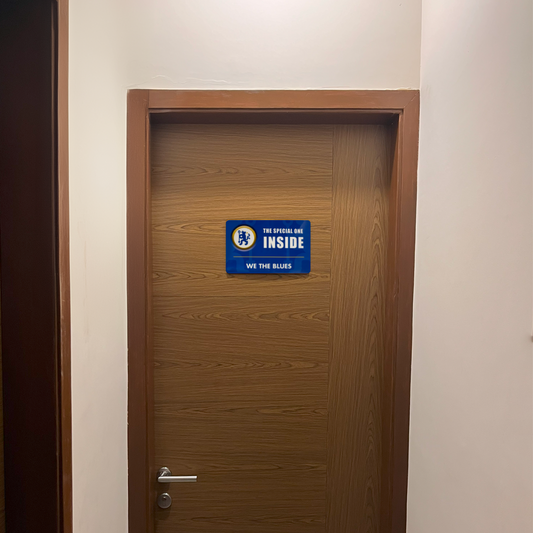 THE SPECIAL ONE
INSIDE
WE THE BLUES